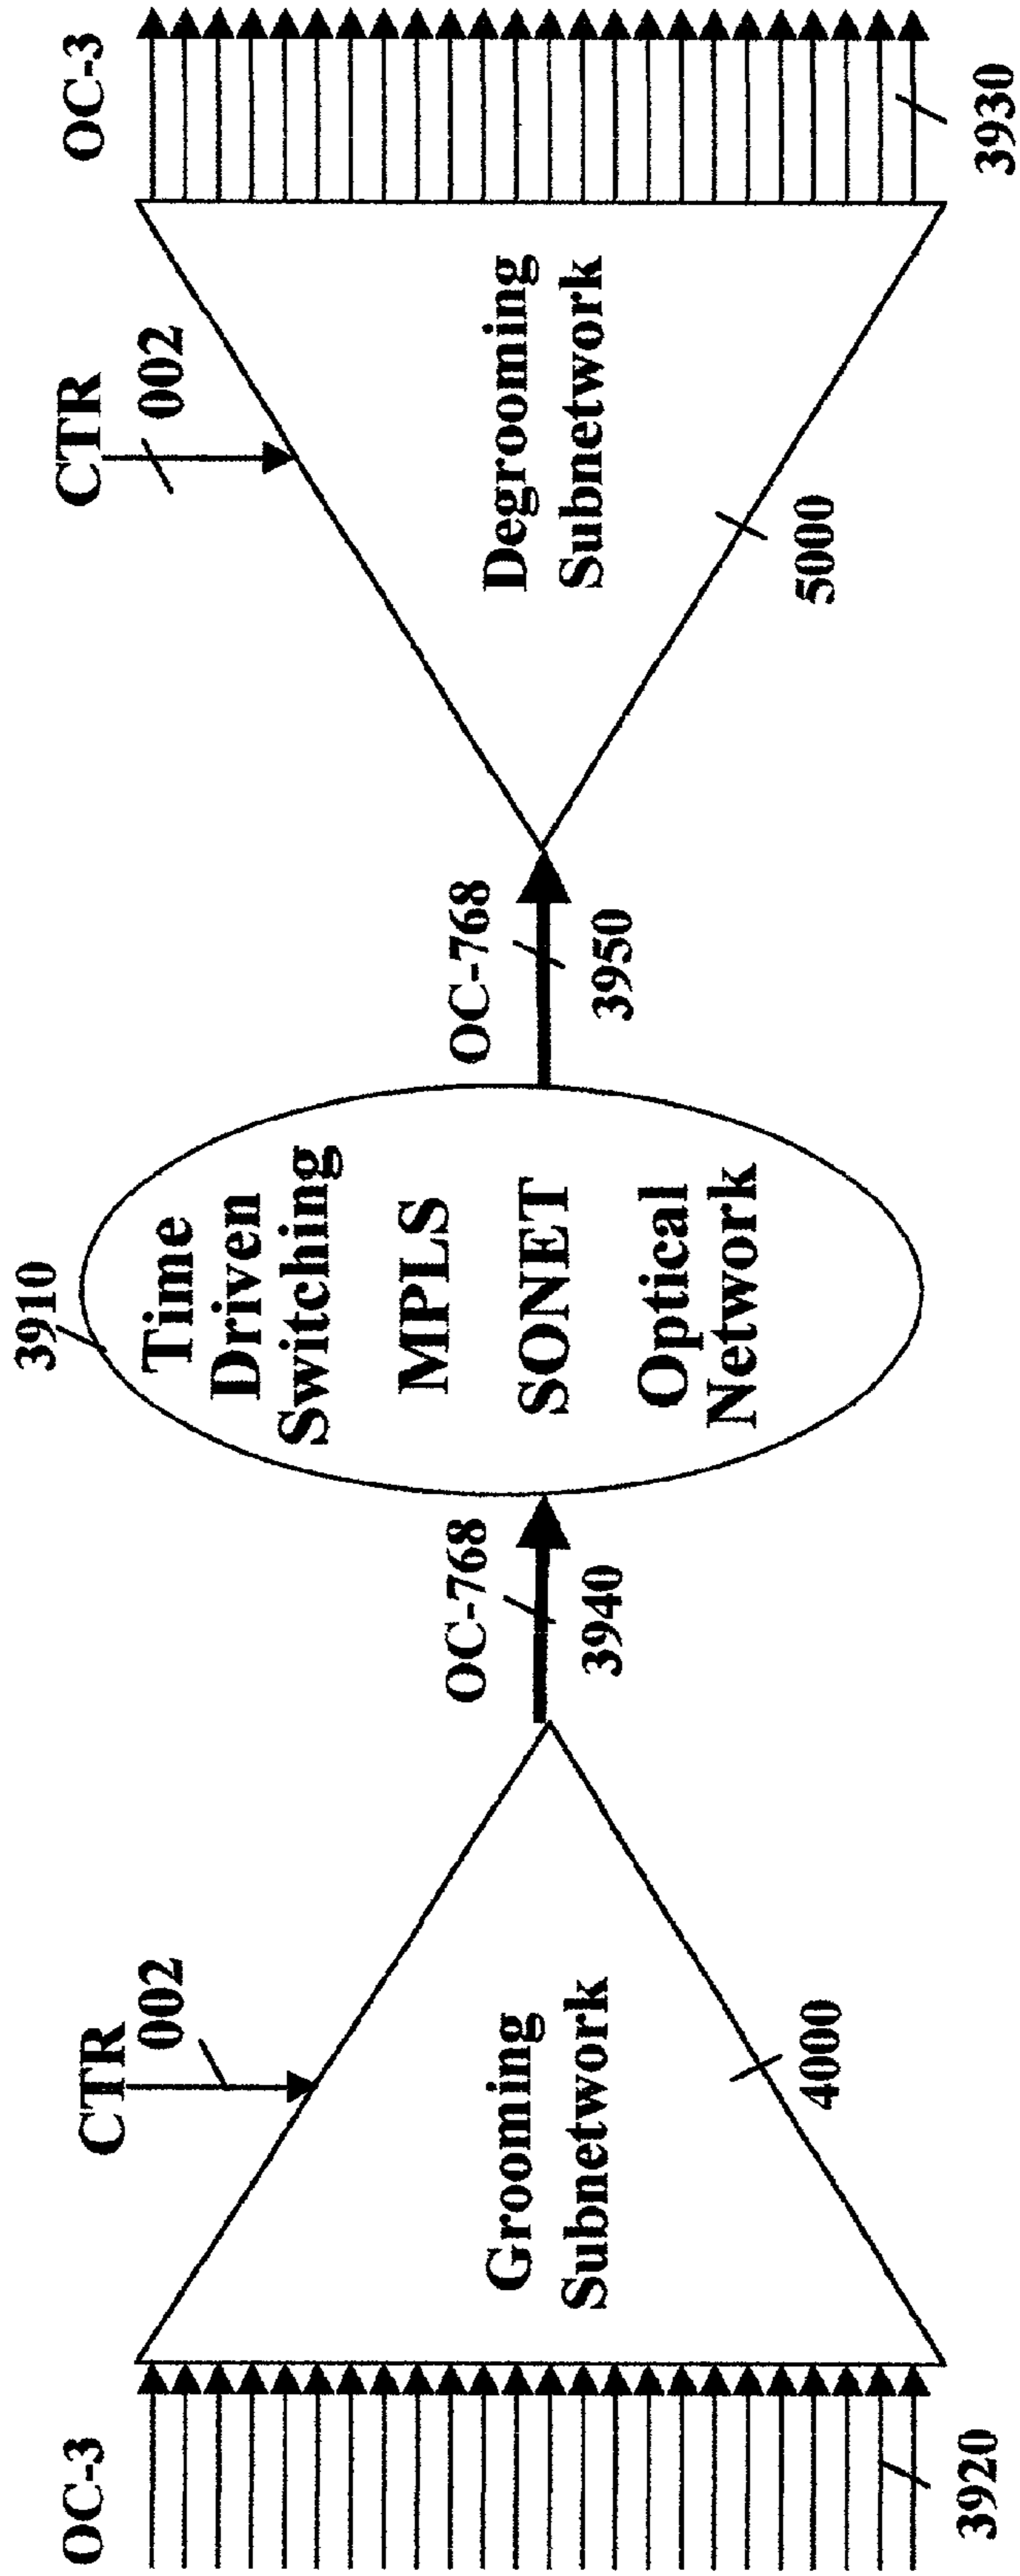 OC-3
3920
CTR
002
Grooming
Subnetwork
4000
OC-768
3940
3910
Time
Driven
Switching
MPLS
SONET
Optical
Network
OC-768
3950
CTR
002
Degrooming
Subnetwork
5000
OC-3
3930